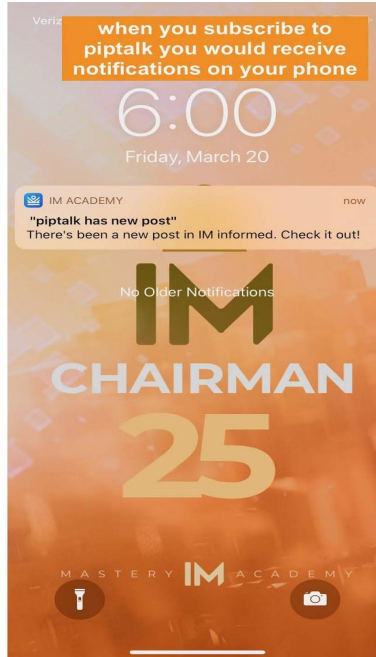 Veriz
when you subscribe to
piptalk you would receive
notifications on your phone
6:00
Friday, March 20
IM ACADEMY now
"piptalk has new post"
There's been a new post in IM informed. Check it out!
No Older Notifications
IM
CHAIRMAN
25
MASTERY IM ACADEMY